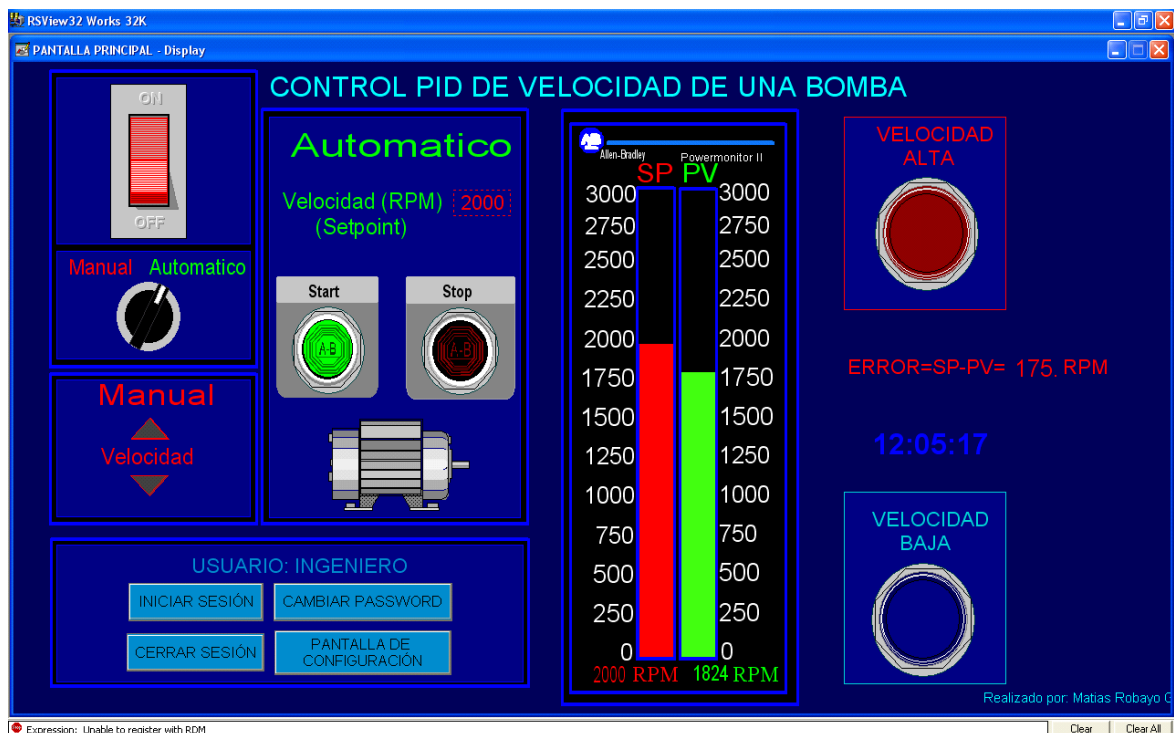 RSView32 Works 32K
PANTALLA PRINCIPAL - Display
CONTROL PID DE VELOCIDAD DE UNA BOMBA
ON
OFF
Manual Automatico
Manual
Velocidad
Automatico
Velocidad (RPM) 2000
(Setpoint)
Start Stop
A-B A-B
USUARIO: INGENIERO
INICIAR SESIÓN CAMBIAR PASSWORD
CERRAR SESIÓN PANTALLA DE
CONFIGURACIÓN
Allen-Bradley Powermonitor II
SP PV
3000 3000
2750 2750
2500 2500
2250 2250
2000 2000
1750 1750
1500 1500
1250 1250
1000 1000
750 750
500 500
250 250
0 0
2000 RPM 1824 RPM
VELOCIDAD
ALTA
ERROR=SP-PV= 175. RPM
12:05:17
VELOCIDAD
BAJA
Realizado por: Matias Robayo G
Expression: Unable to register with RDM
Clear Clear All